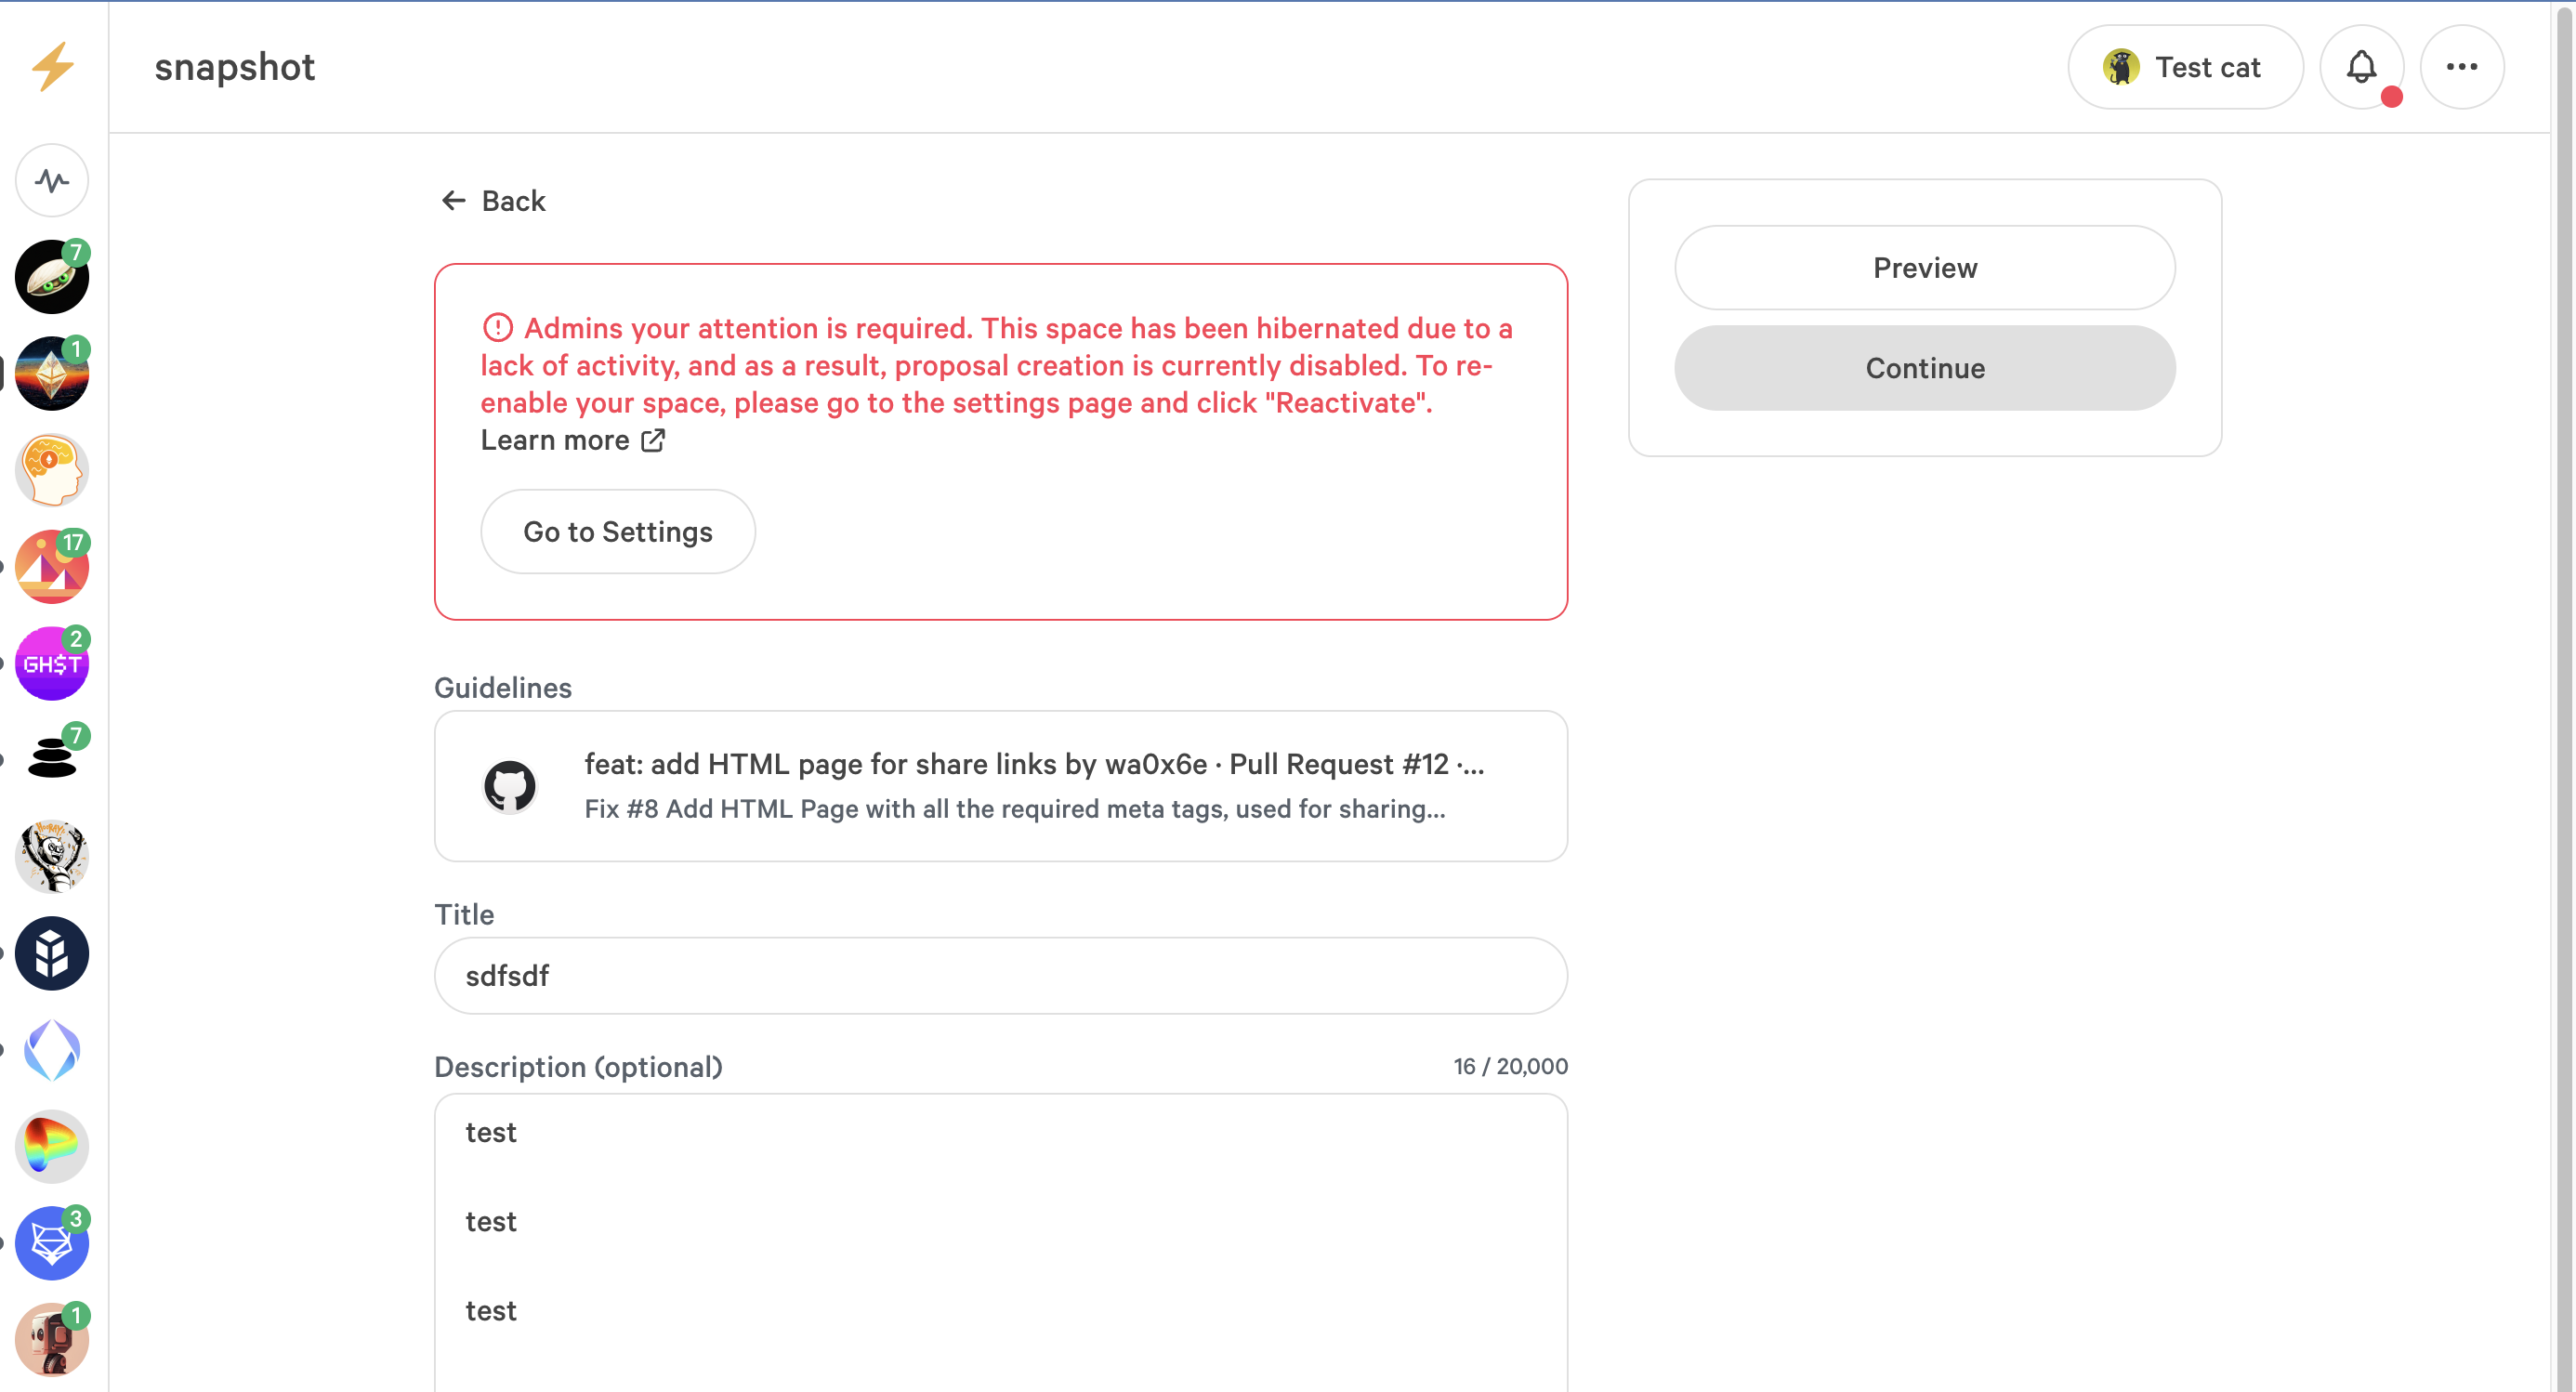 snapshot
Test cat
7
1
17
GH$T
2
7
3
1
Back
Admins your attention is required. This space has been hibernated due to a
lack of activity, and as a result, proposal creation is currently disabled. To re-
enable your space, please go to the settings page and click "Reactivate".
Learn more
Go to Settings
Preview
Continue
Guidelines
feat: add HTML page for share links by wa0x6e · Pull Request #12 ·...
Fix #8 Add HTML Page with all the required meta tags, used for sharing...
Title
sdfsdf
Description (optional)
16 / 20,000
test
test
test